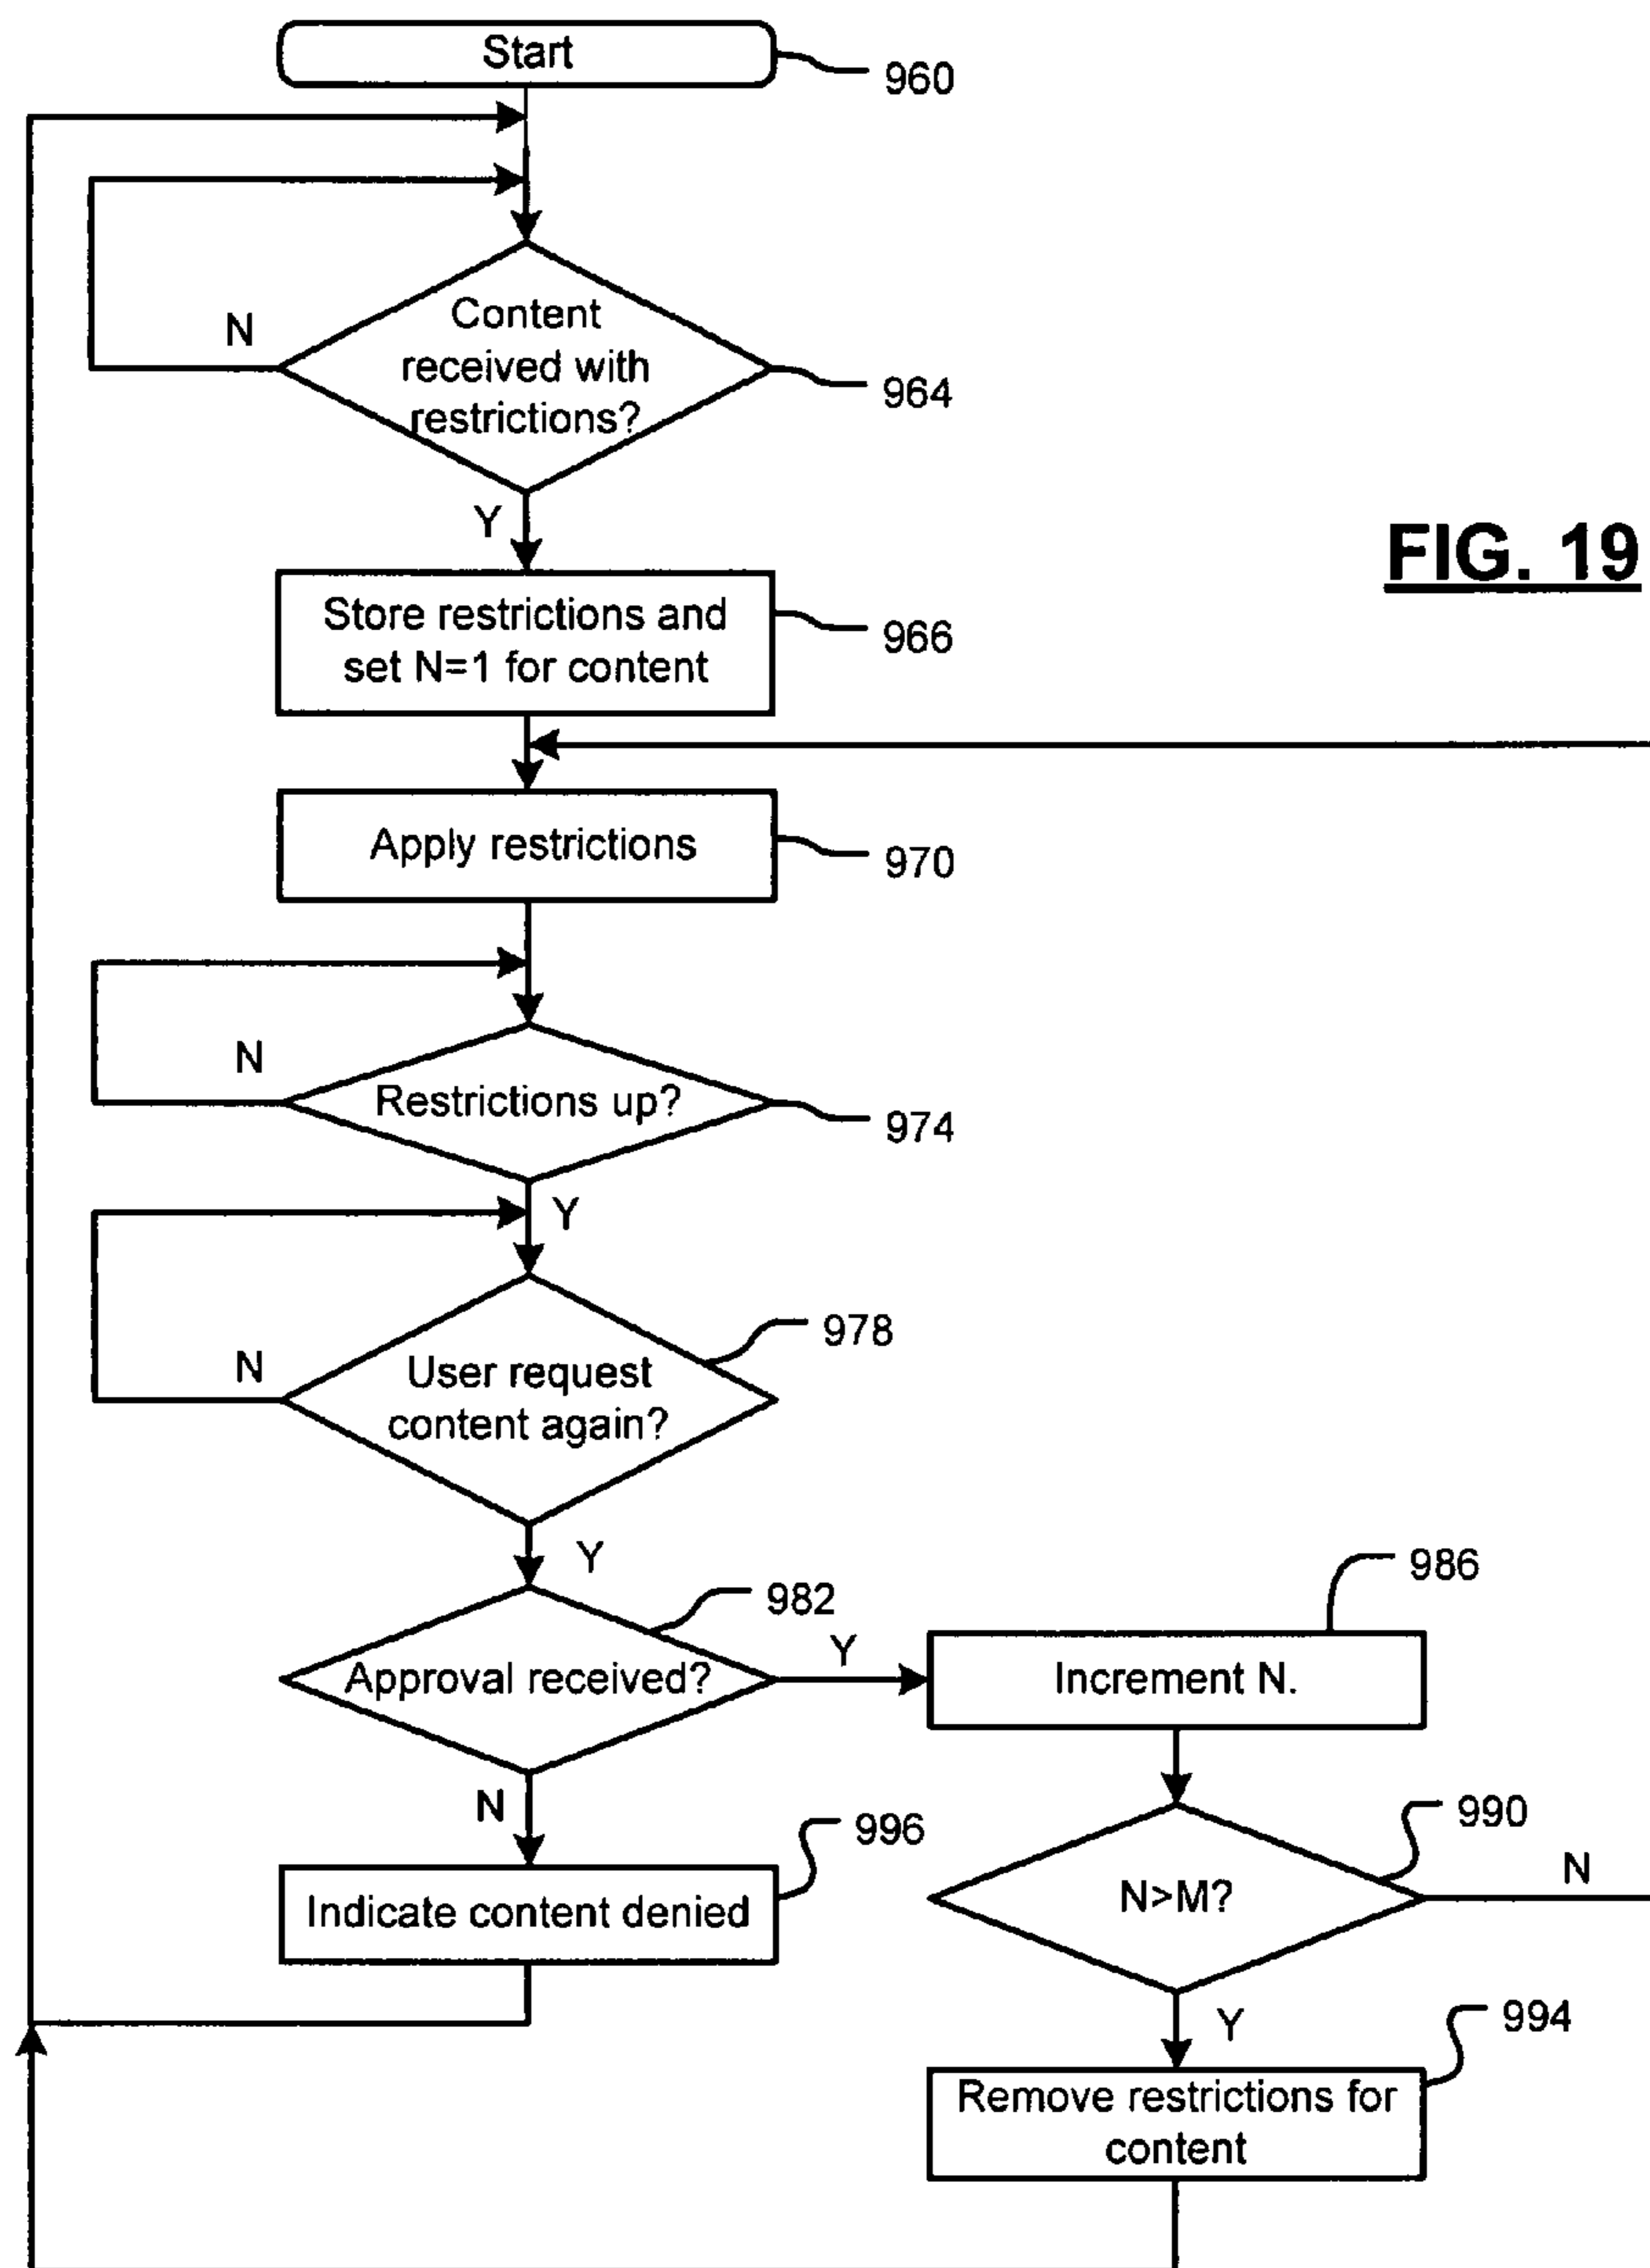 Start
960
Content
received with
restrictions?
N
964
Y
FIG. 19
Store restrictions and
set N=1 for content
966
Apply restrictions
970
N
Restrictions up?
974
Y
978
N
User request
content again?
Y
982
986
Approval received?
Y
Increment N.
N
990
996
N>M?
N
Indicate content denied
Y
994
Remove restrictions for
content